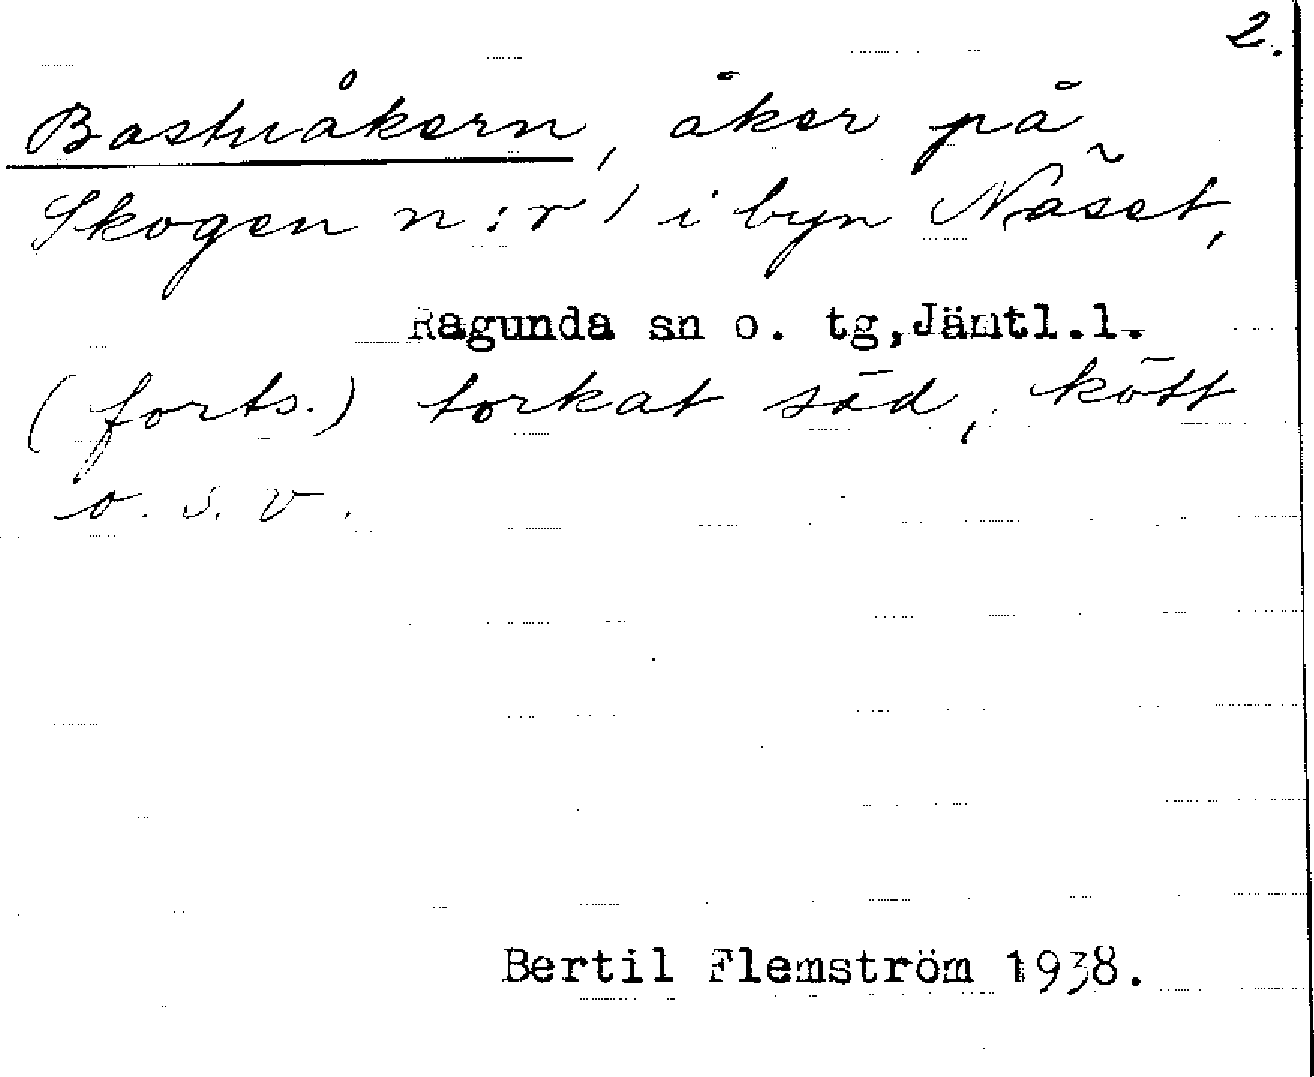 2.
Bastuåkern, åker på
Skogen n:r 1 i byn Näset,
Ragunda sn o. tg,Jämtl.l.
(forts.) torkat säd, kött
o. s. v.
Bertil Flemström 1938.